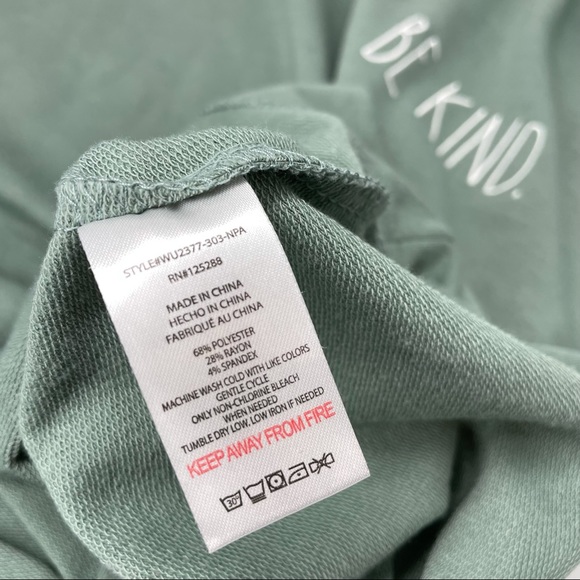 BE KIND.
STYLE#WU2377-303-NPA
RN#125288
MADE IN CHINA
HECHO IN CHINA
FABRIQUÉ AU CHINA
68% POLYESTER
28% RAYON
4% SPANDEX
MACHINE WASH COLD WITH LIKE COLORS
GENTLE CYCLE
ONLY NON-CHLORINE BLEACH
WHEN NEEDED
TUMBLE DRY LOW. LOW IRON IF NEEDED
KEEP AWAY FROM FIRE
30°